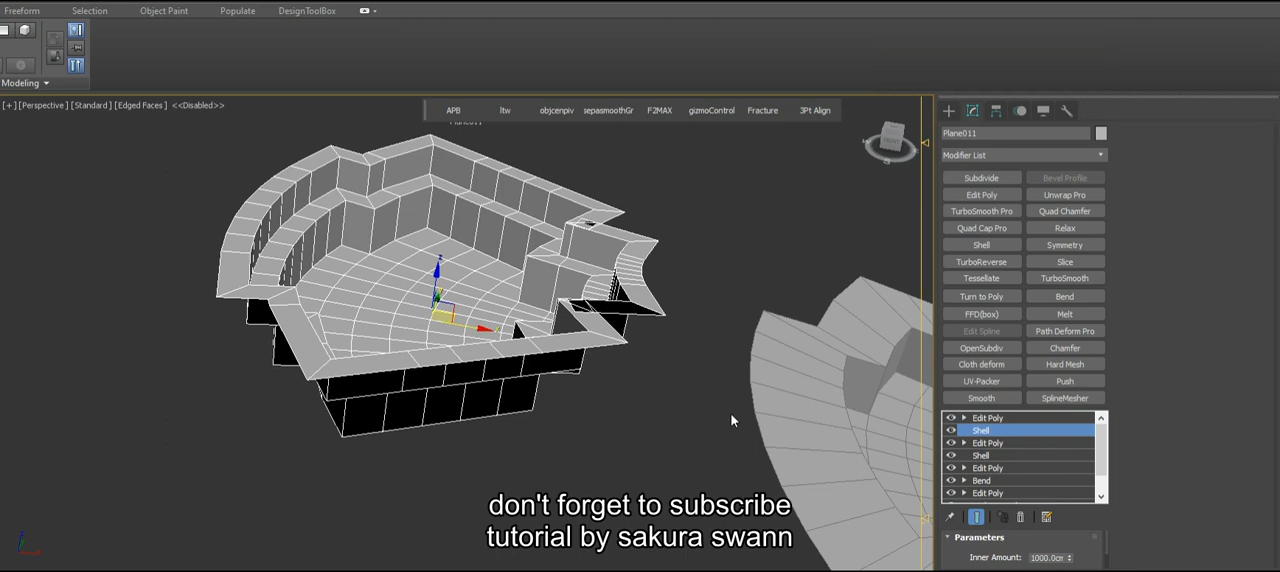 Freeform Selection Object Paint Populate DesignToolBox
Modeling
[+] [Perspective] [Standard] [Edged Faces] <<Disabled>>
APB ltw objcenpiv sepasmoothGr F2MAX gizmoControl Fracture 3Pt Align
Plane011
FRONT
Plane011
Modifier List
Subdivide Bevel Profile
Edit Poly Unwrap Pro
TurboSmooth Pro Quad Chamfer
Quad Cap Pro Relax
Shell Symmetry
TurboReverse Slice
Tessellate TurboSmooth
Turn to Poly Bend
FFD(box) Melt
Edit Spline Path Deform Pro
OpenSubdiv Chamfer
Cloth deform Hard Mesh
UV-Packer Push
Smooth SplineMesher
Edit Poly
Shell
Edit Poly
Shell
Edit Poly
Bend
Edit Poly
Parameters
Inner Amount: 1000.0cm
z
don't forget to subscribe
tutorial by sakura swann